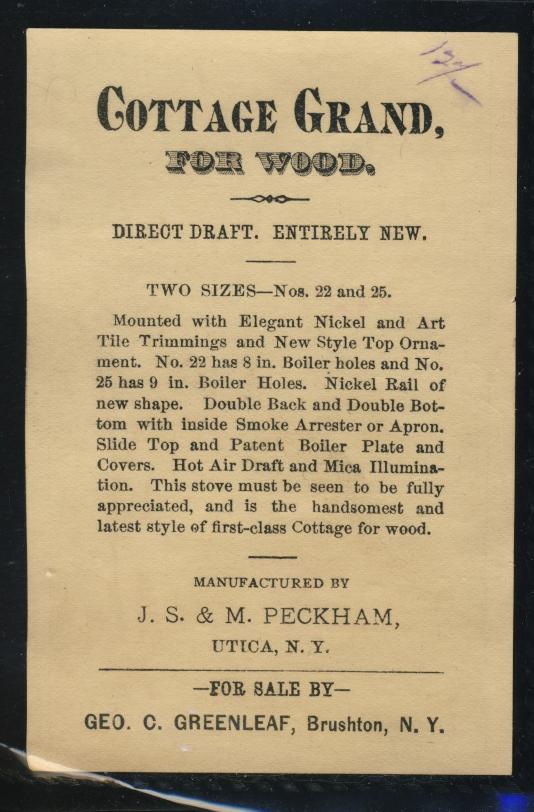 COTTAGE GRAND,
FOR WOOD.
DIRECT DRAFT. ENTIRELY NEW.
TWO SIZES—Nos. 22 and 25.
Mounted with Elegant Nickel and Art
Tile Trimmings and New Style Top Orna-
ment. No. 22 has 8 in. Boiler holes and No.
25 has 9 in. Boiler Holes. Nickel Rail of
new shape. Double Back and Double Bot-
tom with inside Smoke Arrester or Apron.
Slide Top and Patent Boiler Plate and
Covers. Hot Air Draft and Mica Illumina-
tion. This stove must be seen to be fully
appreciated, and is the handsomest and
latest style of first-class Cottage for wood.
MANUFACTURED BY
J. S. & M. PECKHAM,
UTICA, N. Y.
—FOR SALE BY—
GEO. C. GREENLEAF, Brushton, N. Y.